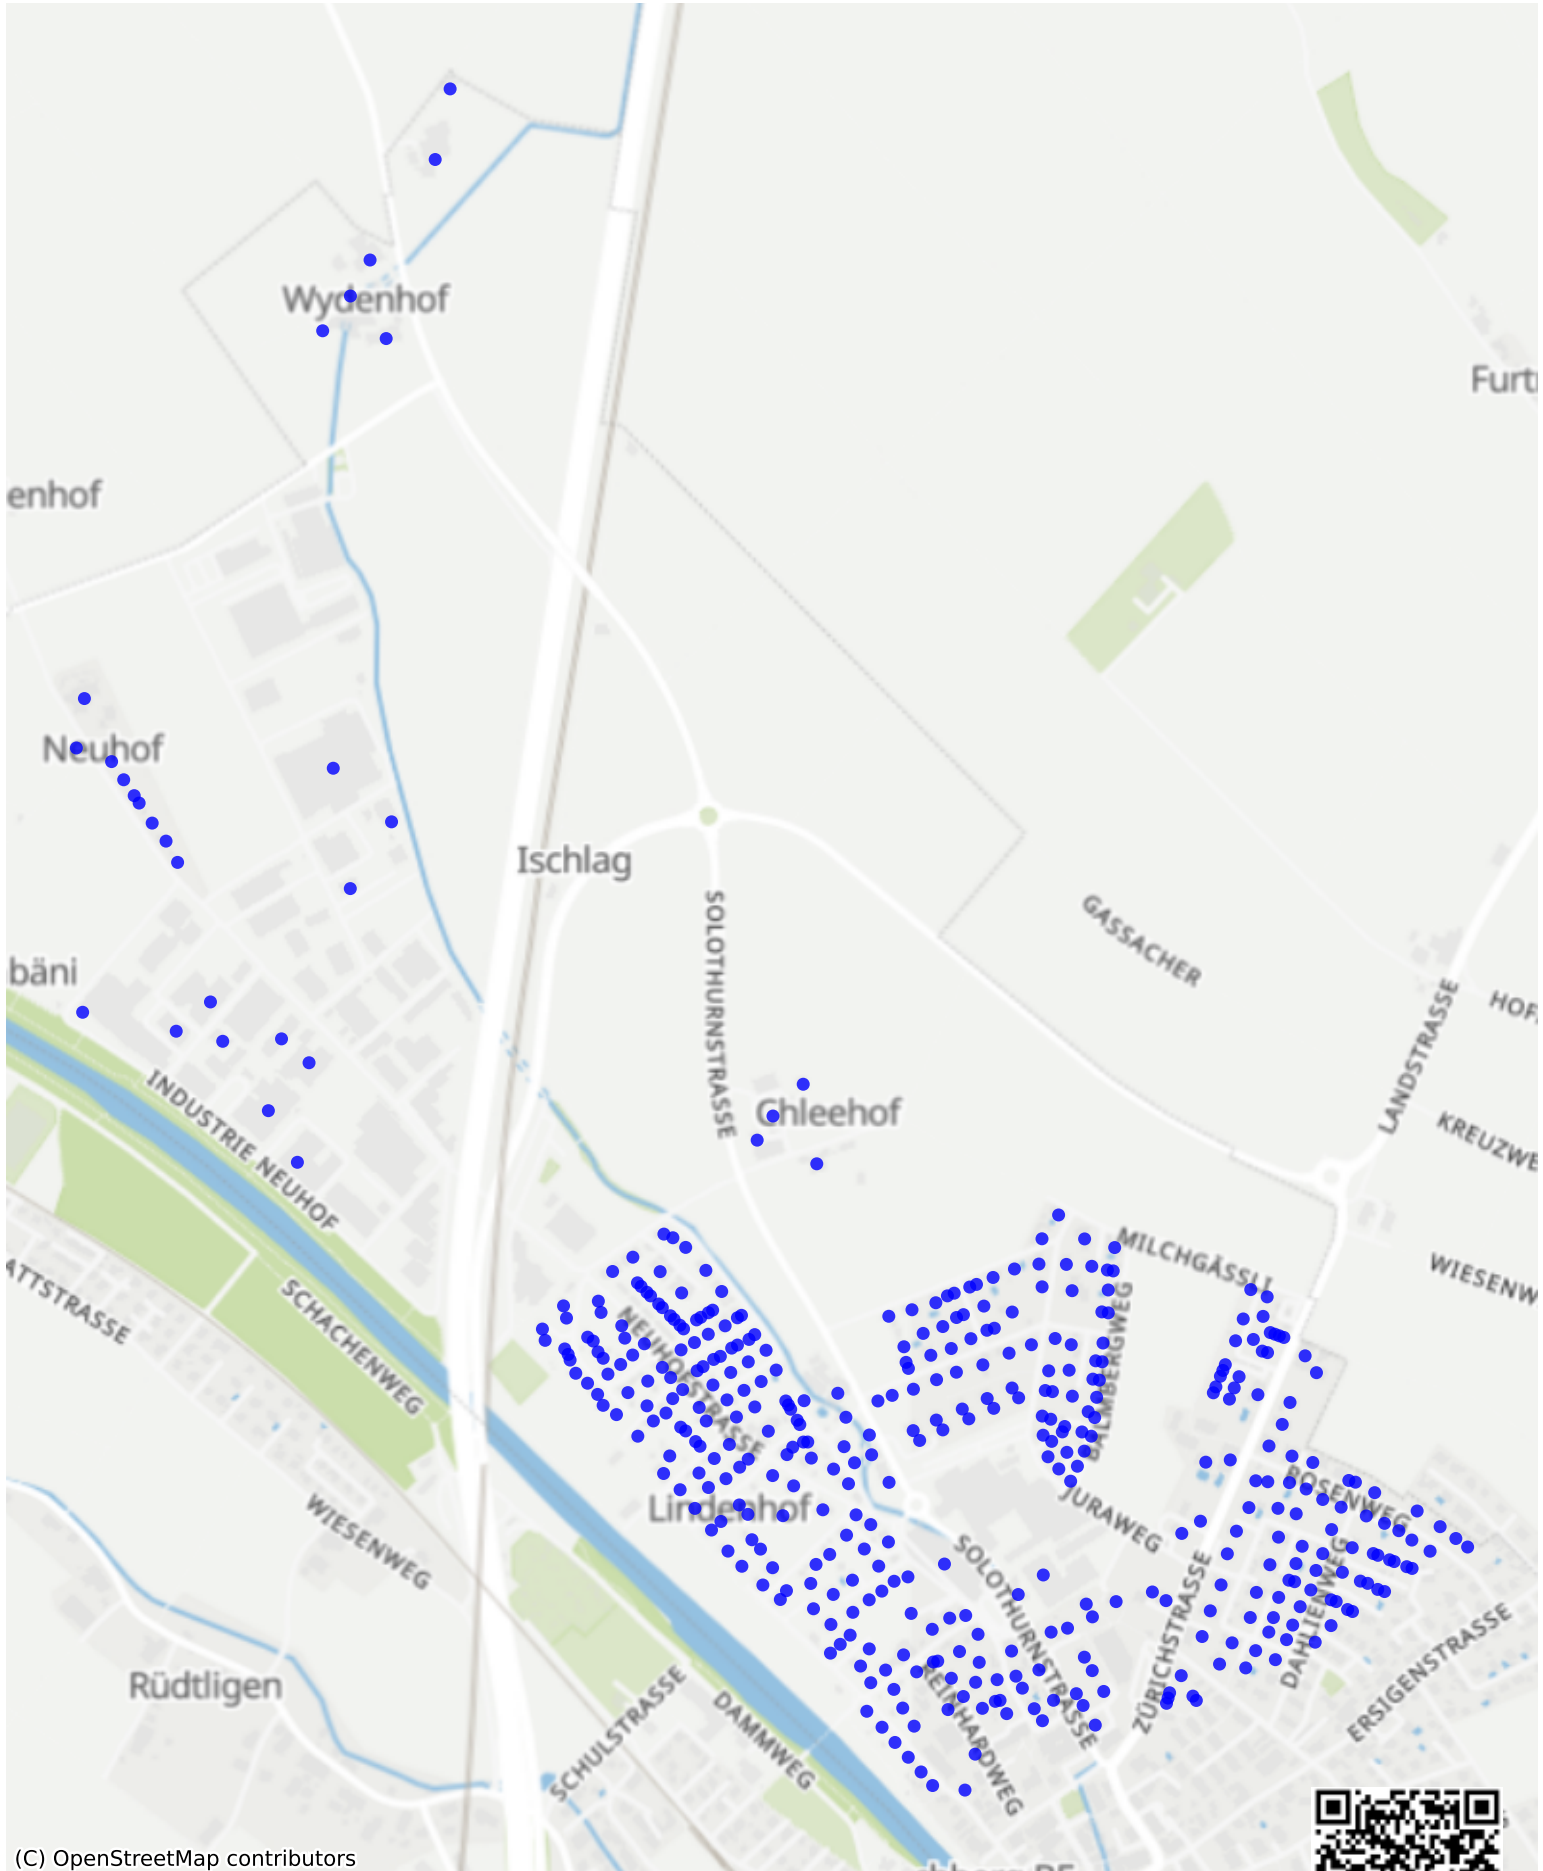 Wydenhof
Furt
enhof
Neuhof
Ischlag
GASSACHER
SOLOTHURNSTRASSE
bäni
LANDSTRASSE
HOF
INDUSTRIE NEUHOF
Chleehof
KREUZWE
MILCHGÄSSLI
WIESENW
ATTSTRASSE
SCHACHENWEG
BALMBERGWEG
NEUHOFSTRASSE
ROSENWEG
Lindenhof
JURAWEG
WIESENWEG
SOLOTHURNSTRASSE
ZÜRICHSTRASSE
DAHLIENWEG
ERSIGENSTRASSE
Rüdtligen
REINHARDWEG
SCHULSTRASSE
DAMMWEG
(C) OpenStreetMap contributors